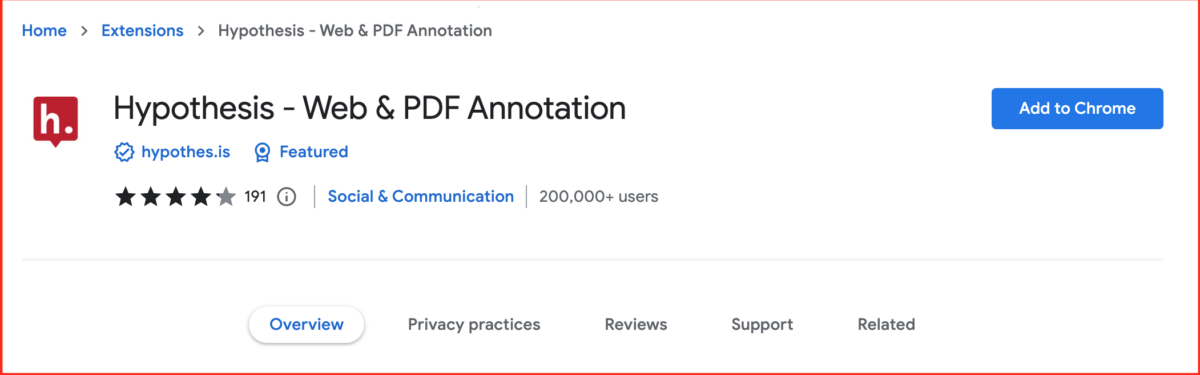 Home > Extensions > Hypothesis - Web & PDF Annotation
h.
Hypothesis - Web & PDF Annotation
Add to Chrome
hypothes.is Featured
191 Social & Communication 200,000+ users
Overview Privacy practices Reviews Support Related